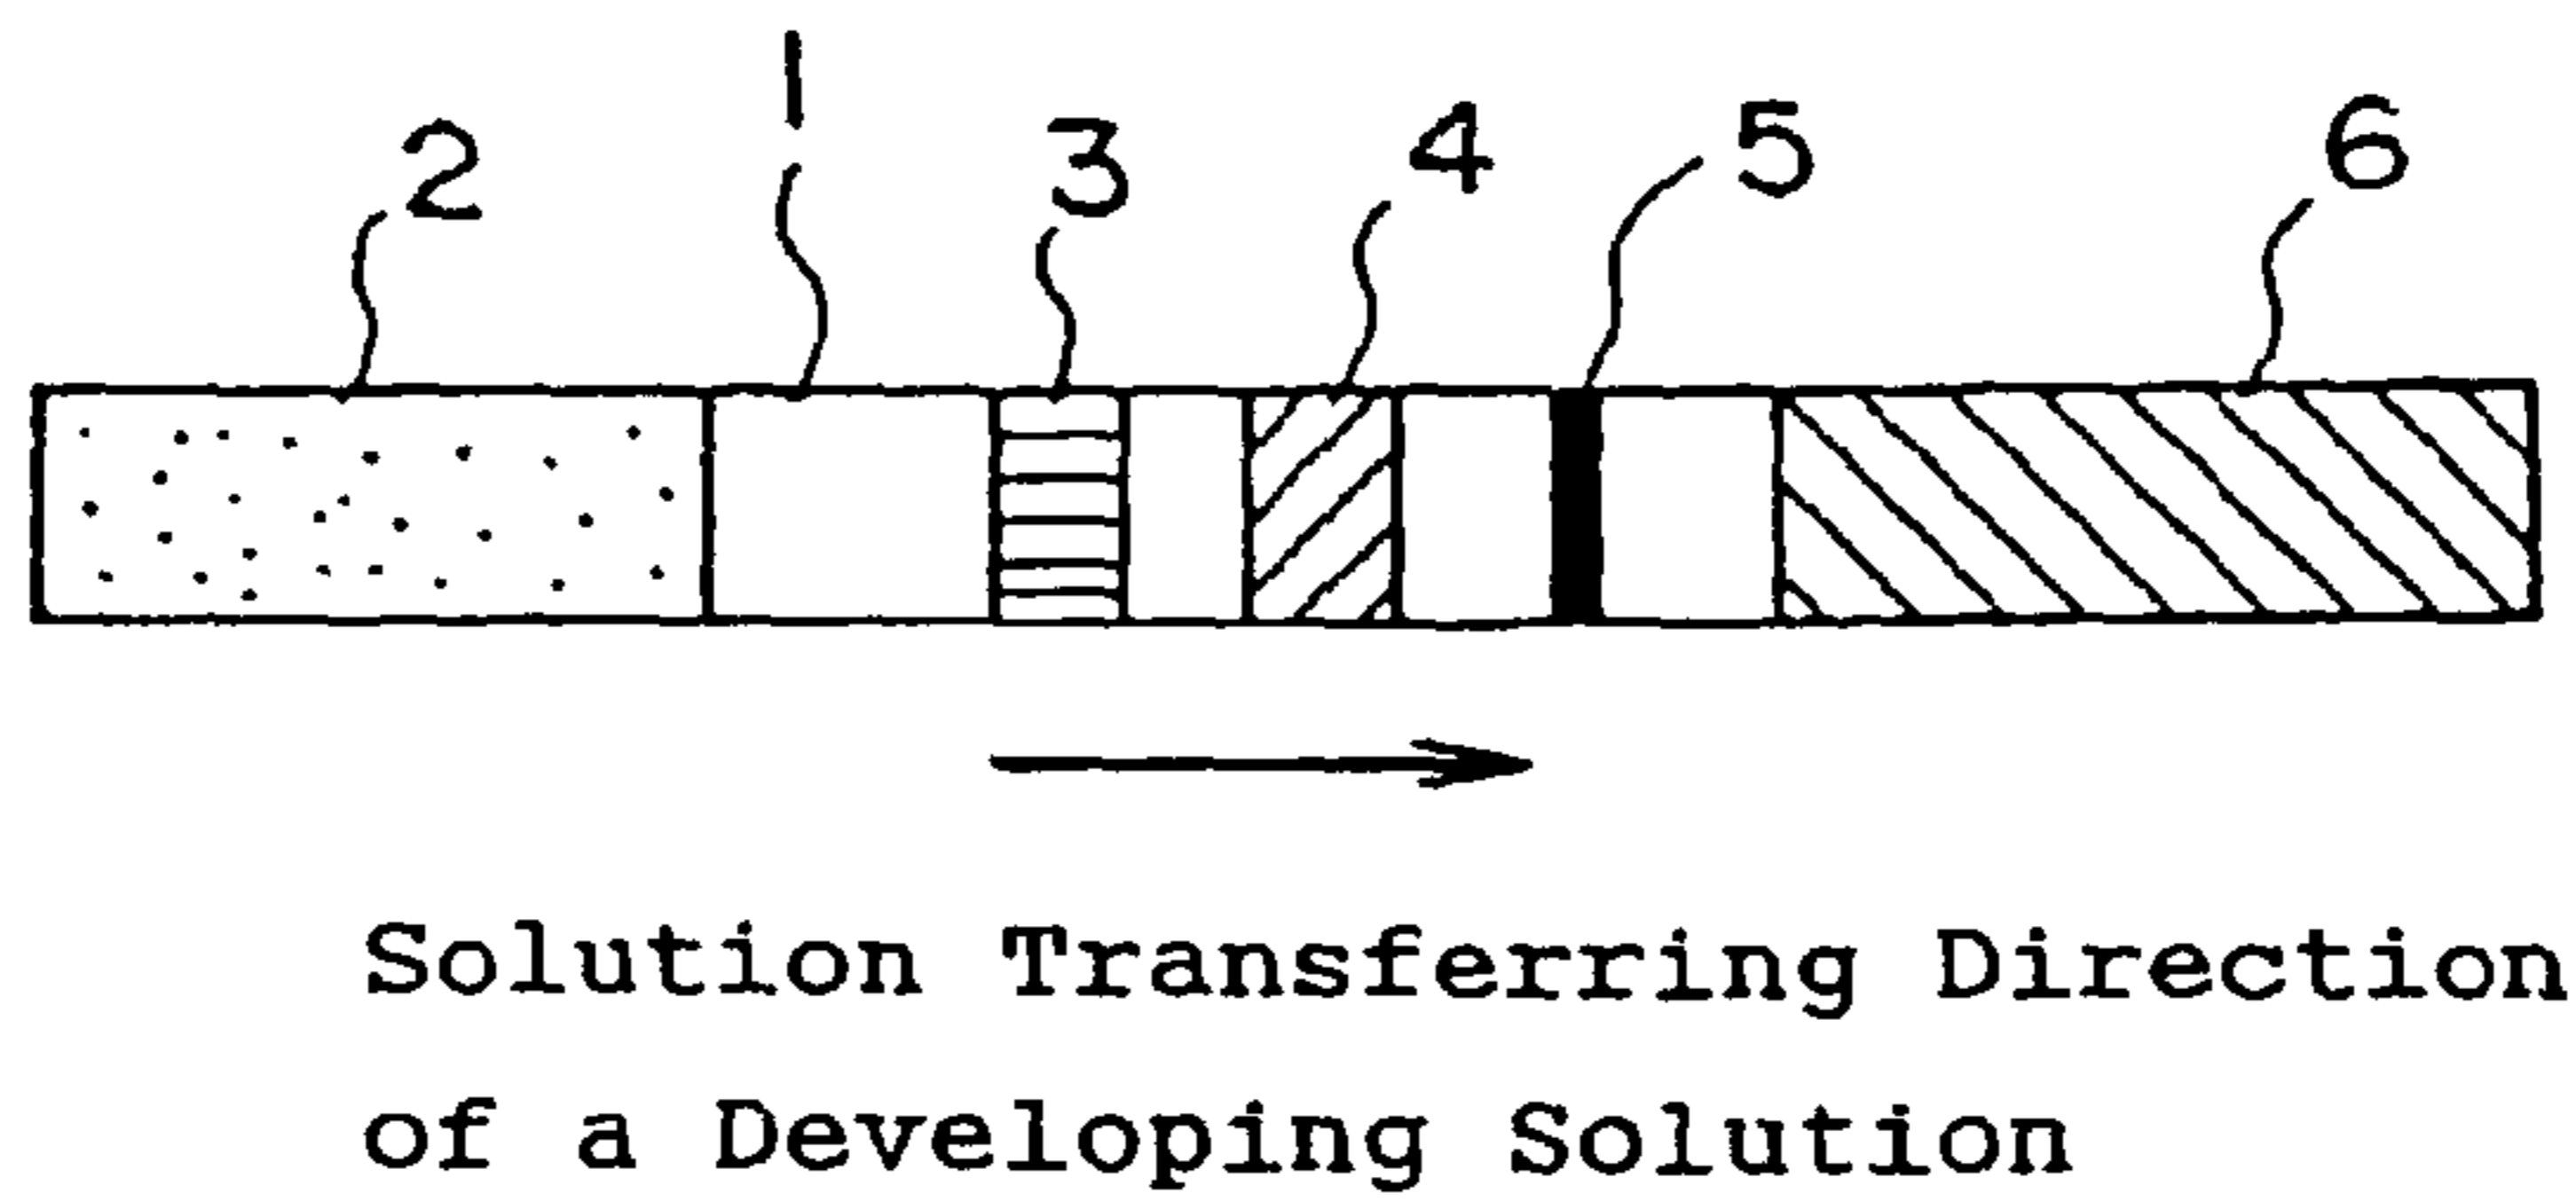 1
2 3 4 5 6
Solution Transferring Direction
of a Developing Solution